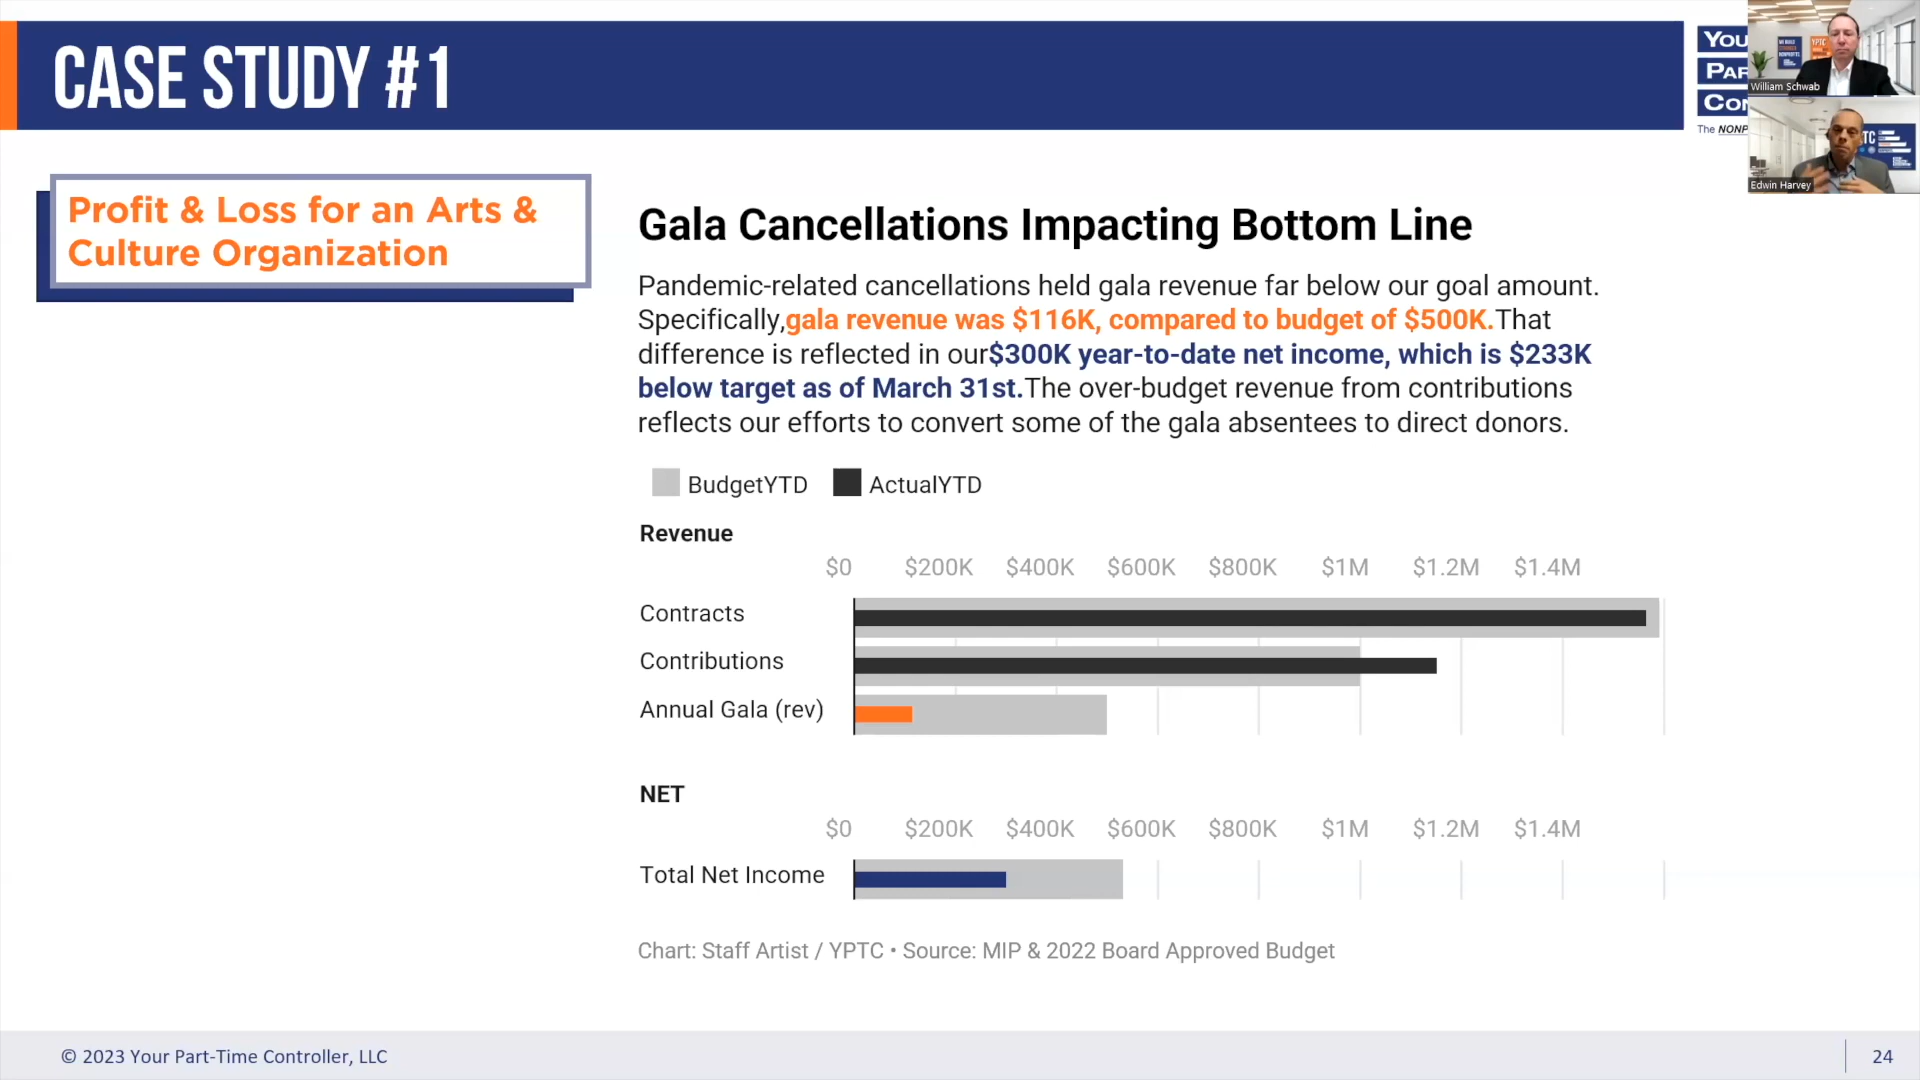 CASE STUDY #1
You
Par
Con
The NONP
William Schwab
Edwin Harvey
Profit & Loss for an Arts &
Culture Organization
Gala Cancellations Impacting Bottom Line
Pandemic-related cancellations held gala revenue far below our goal amount.
Specifically,gala revenue was $116K, compared to budget of $500K.That
difference is reflected in our$300K year-to-date net income, which is $233K
below target as of March 31st.The over-budget revenue from contributions
reflects our efforts to convert some of the gala absentees to direct donors.
BudgetYTD ActualYTD
Revenue
$0 $200K $400K $600K $800K $1M $1.2M $1.4M
Contracts
Contributions
Annual Gala (rev)
NET
$0 $200K $400K $600K $800K $1M $1.2M $1.4M
Total Net Income
Chart: Staff Artist / YPTC • Source: MIP & 2022 Board Approved Budget
© 2023 Your Part-Time Controller, LLC
24